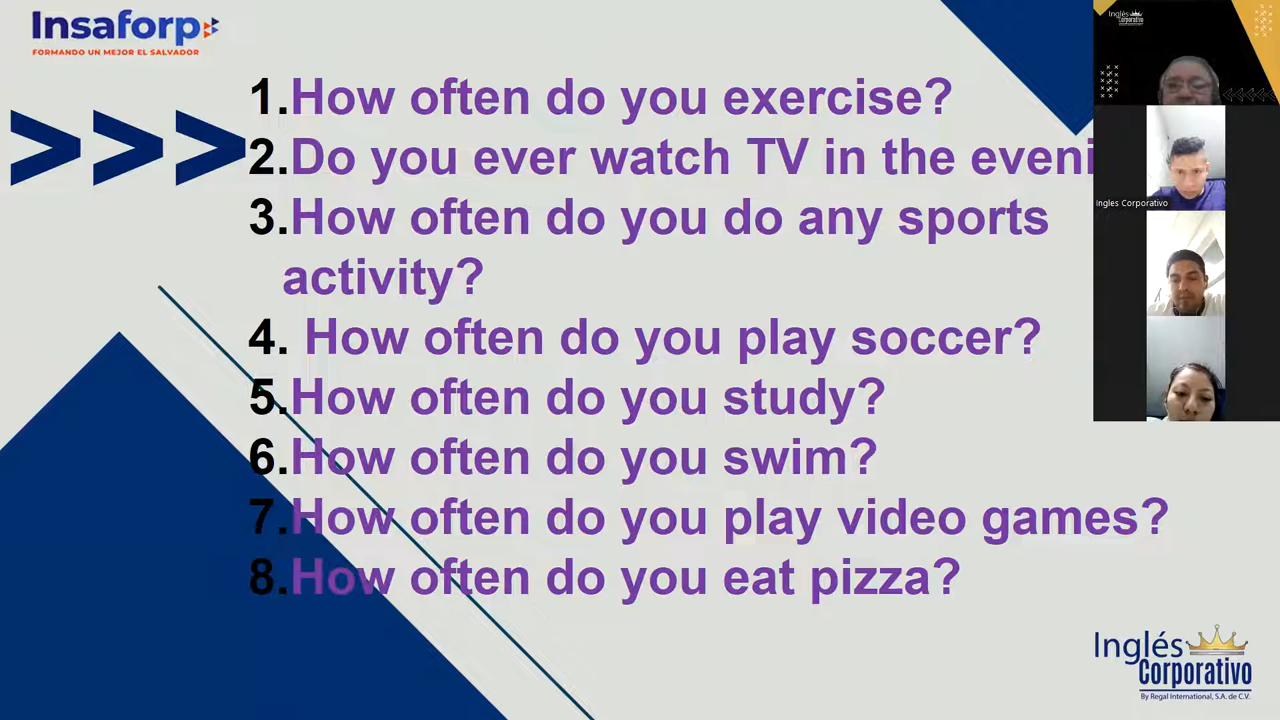 Insaforp
FORMANDO UN MEJOR EL SALVADOR
1.How often do you exercise?
2.Do you ever watch TV in the eveni
3.How often do you do any sports
activity?
4. How often do you play soccer?
5.How often do you study?
6.How often do you swim?
7.How often do you play video games?
8.How often do you eat pizza?
Inglés
Corporativo
Ingles Corporativo
Inglés
Corporativo
By Regal International, S.A. de C.V.